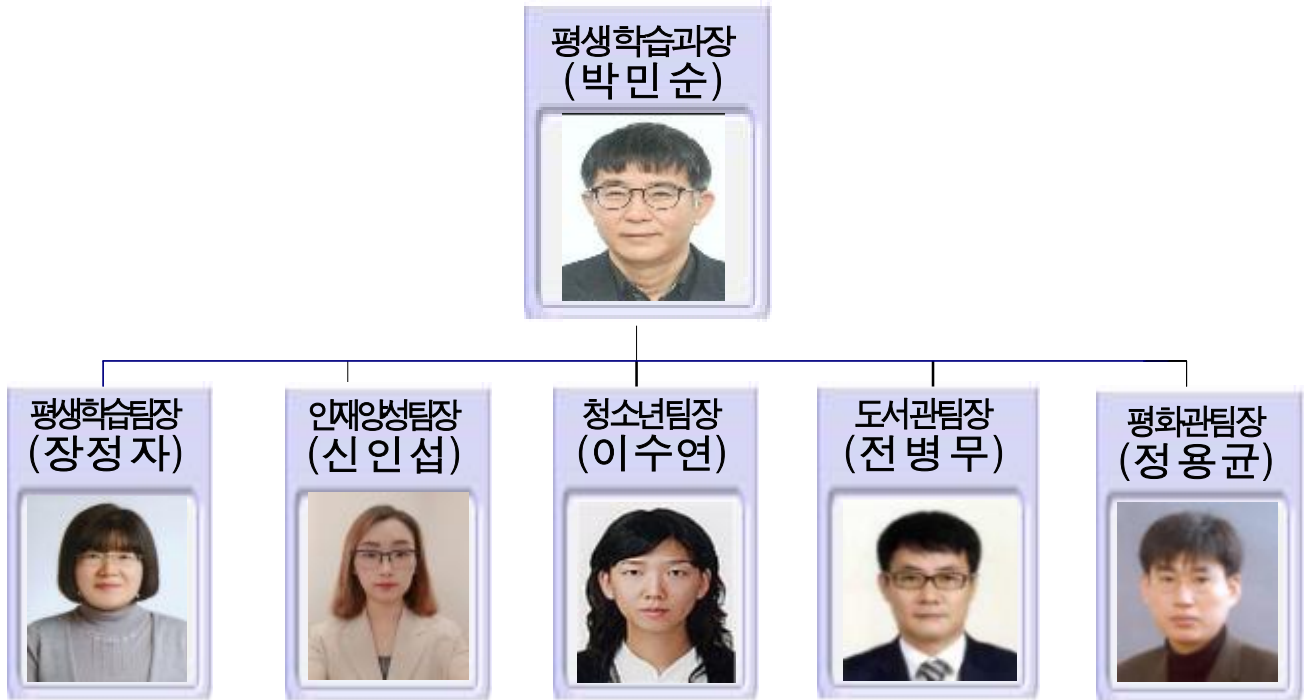 평생학습과장
(박민순)
평생학습팀장
(장정자)
인재양성팀장
(신인섭)
청소년팀장
(이수연)
도서관팀장
(전병무)
평화관팀장
(정용균)